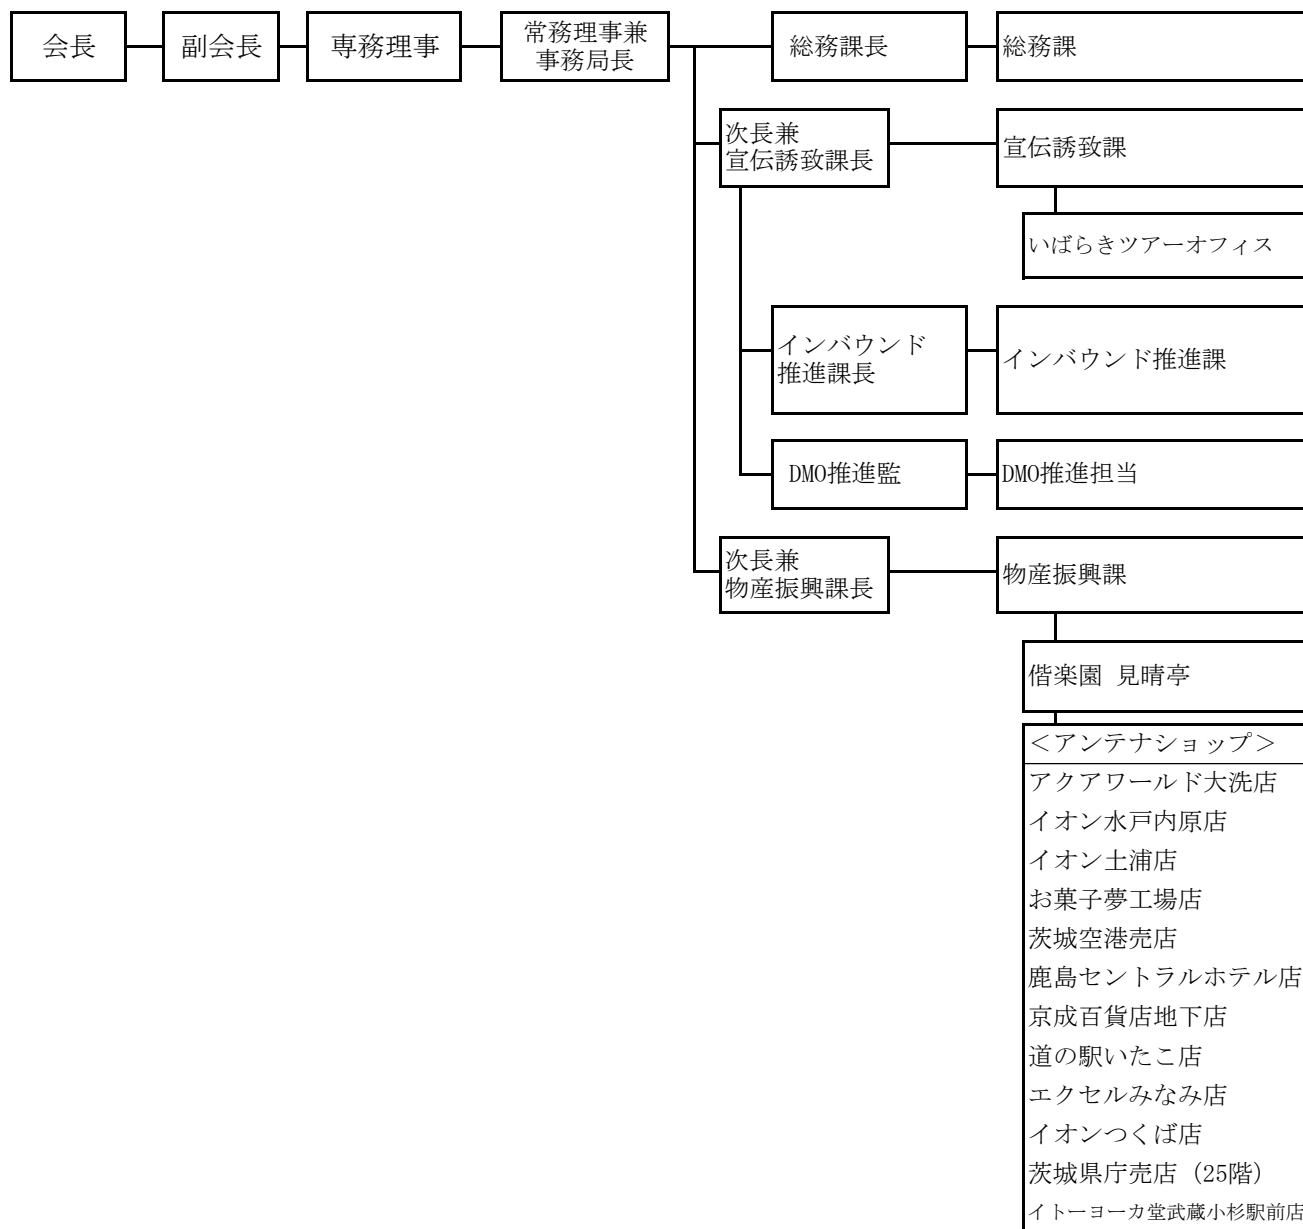 会長
副会長
専務理事
常務理事兼
事務局長
総務課長
総務課
次長兼
宣伝誘致課長
宣伝誘致課
いばらきツアーオフィス
インバウンド
推進課長
インバウンド推進課
DMO推進監
DMO推進担当
次長兼
物産振興課長
物産振興課
偕楽園 見晴亭
＜アンテナショップ＞
アクアワールド大洗店
イオン水戸内原店
イオン土浦店
お菓子夢工場店
茨城空港売店
鹿島セントラルホテル店
京成百貨店地下店
道の駅いたこ店
エクセルみなみ店
イオンつくば店
茨城県庁売店（25階）
イトーヨーカ堂武蔵小杉駅前店